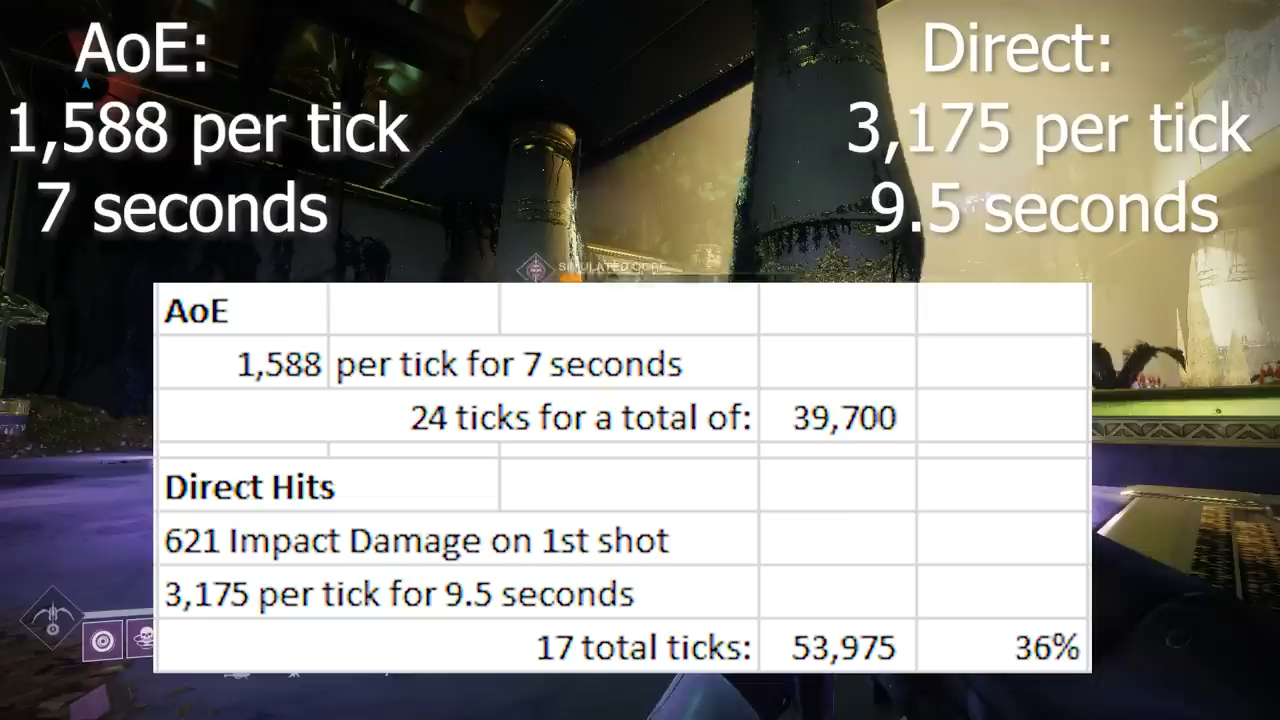 AoE:
1,588 per tick
7 seconds
Direct:
3,175 per tick
9.5 seconds
AoE
1,588 per tick for 7 seconds
24 ticks for a total of: 39,700
Direct Hits
621 Impact Damage on 1st shot
3,175 per tick for 9.5 seconds
17 total ticks: 53,975 36%